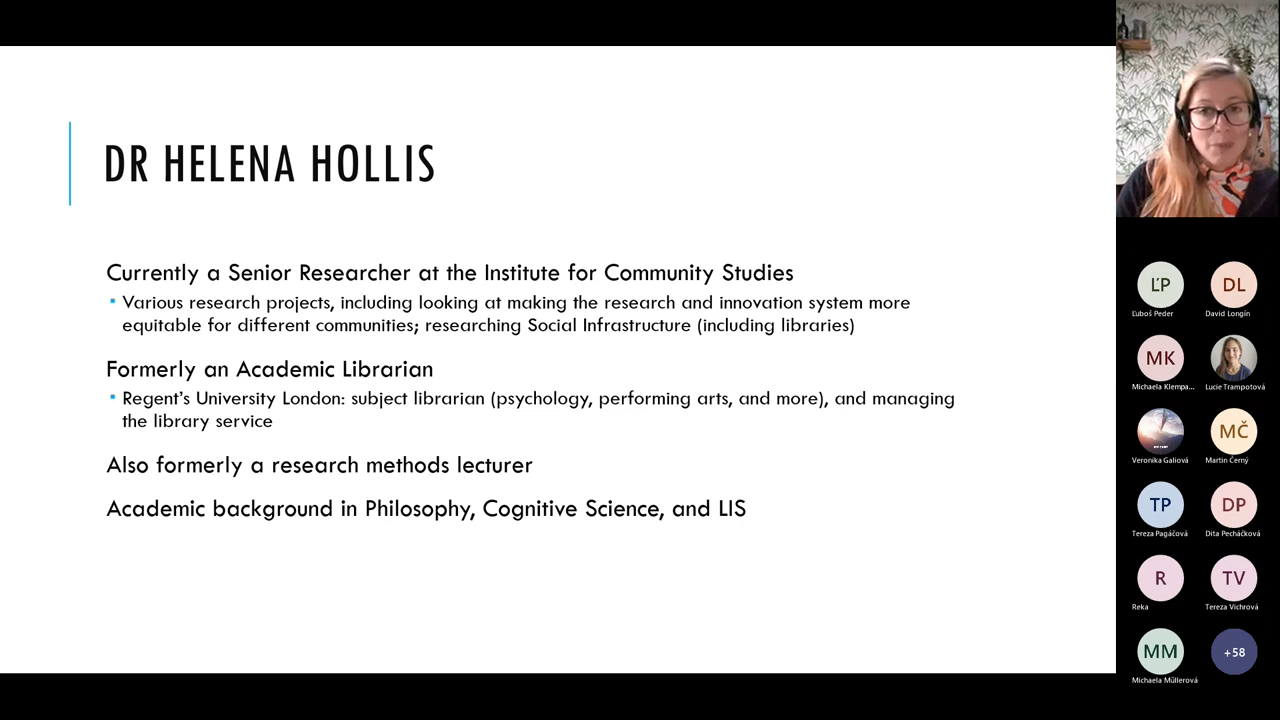 DR HELENA HOLLIS
Currently a Senior Researcher at the Institute for Community Studies
▪ Various research projects, including looking at making the research and innovation system more
equitable for different communities; researching Social Infrastructure (including libraries)
Formerly an Academic Librarian
▪ Regent’s University London: subject librarian (psychology, performing arts, and more), and managing
the library service
Also formerly a research methods lecturer
Academic background in Philosophy, Cognitive Science, and LIS
ĽP
DL
Ľuboš Peder
David Longín
MK
Michaela Klempa...
Lucie Trampotová
MČ
Veronika Galiová
Martin Černý
TP
DP
Tereza Pagáčová
Dita Pecháčková
R
TV
Reka
Tereza Vichrová
MM
+58
Michaela Müllerová